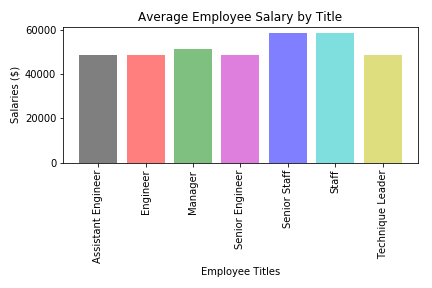 Average Employee Salary by Title
Salaries ($)
60000
40000
20000
0
Assistant Engineer
Engineer
Manager
Senior Engineer
Senior Staff
Staff
Technique Leader
Employee Titles